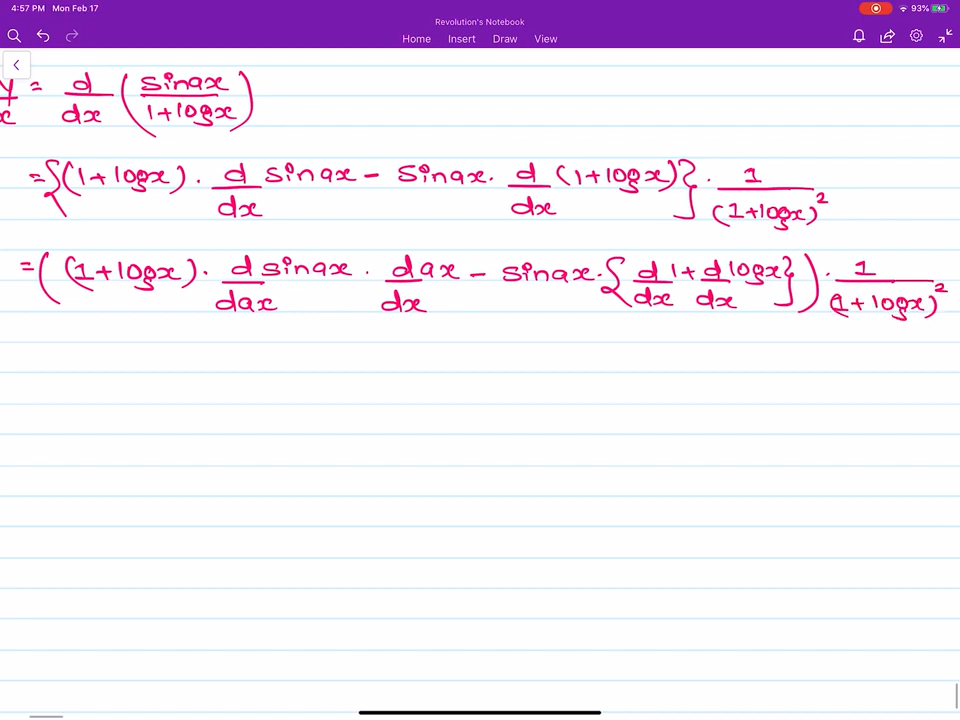 4:57 PM Mon Feb 17
93%
Revolution's Notebook
Home Insert Draw View
y/x = d/dx (sinax/1+logx)
={(1+logx). d/dx sinax - sinax. d/dx (1+logx)}. 1/(1+logx)²
=((1+logx). dsinax/dax . dax/dx - sinax.{d/dx 1+ d/dx logx}). 1/(1+logx)²